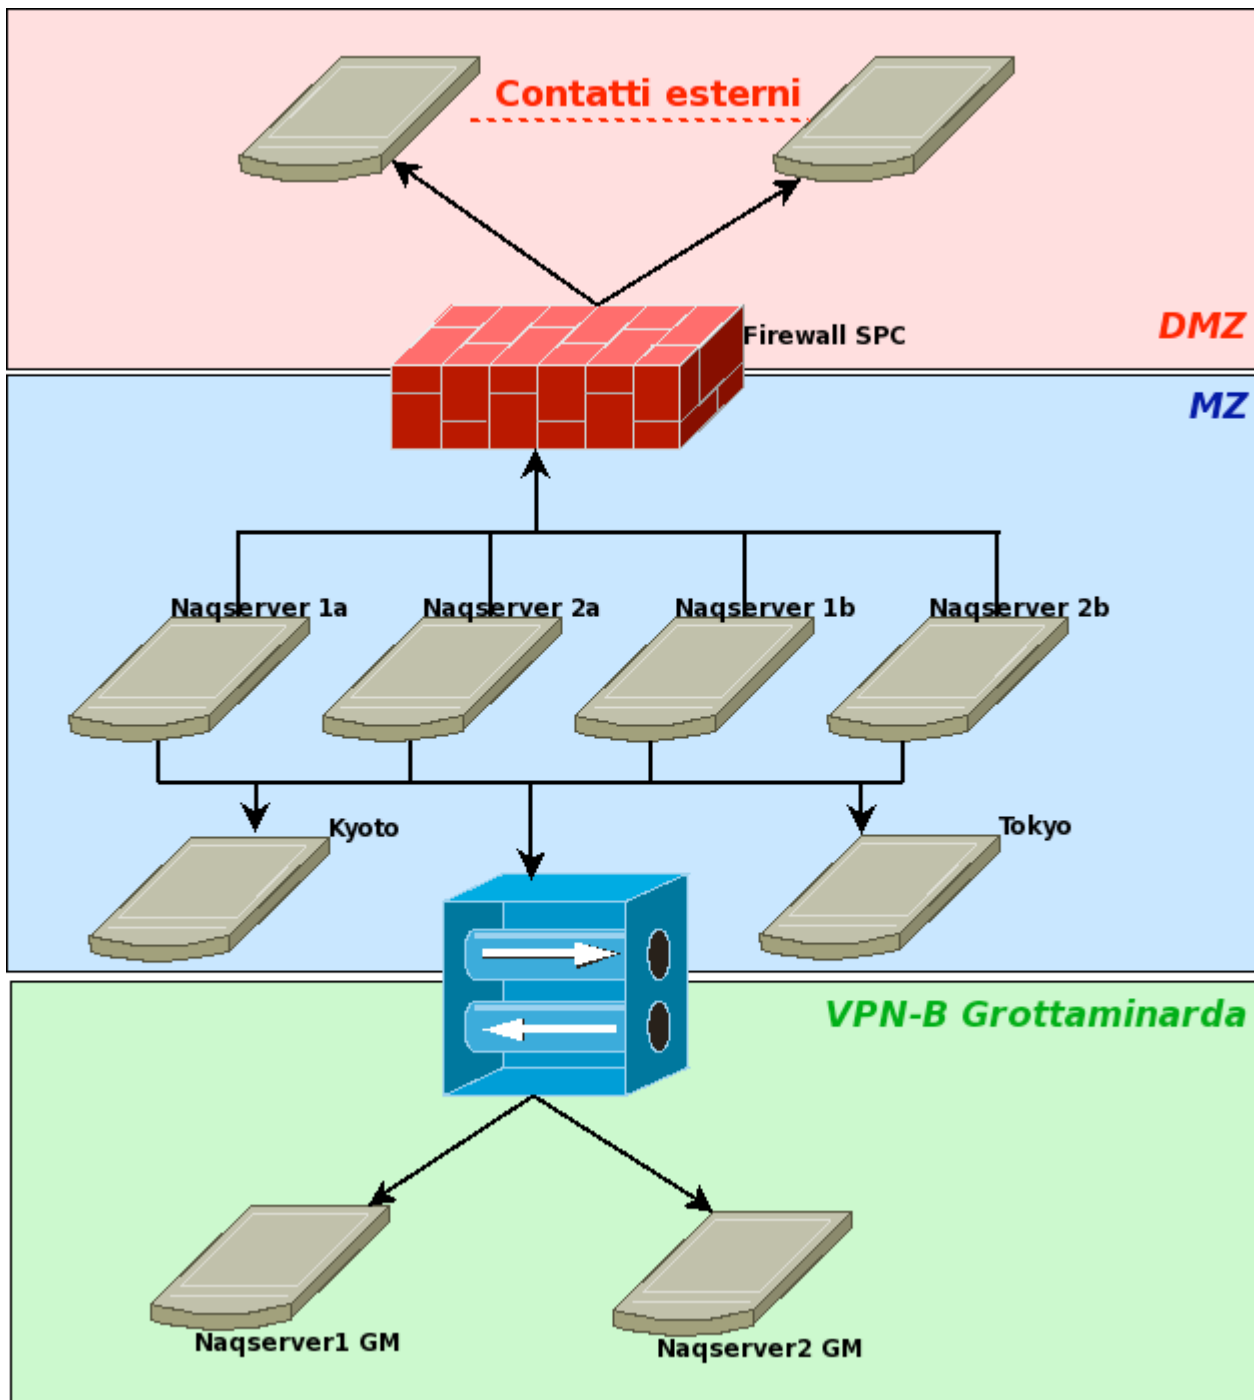 Contatti esterni
Firewall SPC
DMZ
MZ
Naqserver 1a
Naqserver 2a
Naqserver 1b
Naqserver 2b
Kyoto
Tokyo
VPN-B Grottaminarda
Naqserver1 GM
Naqserver2 GM